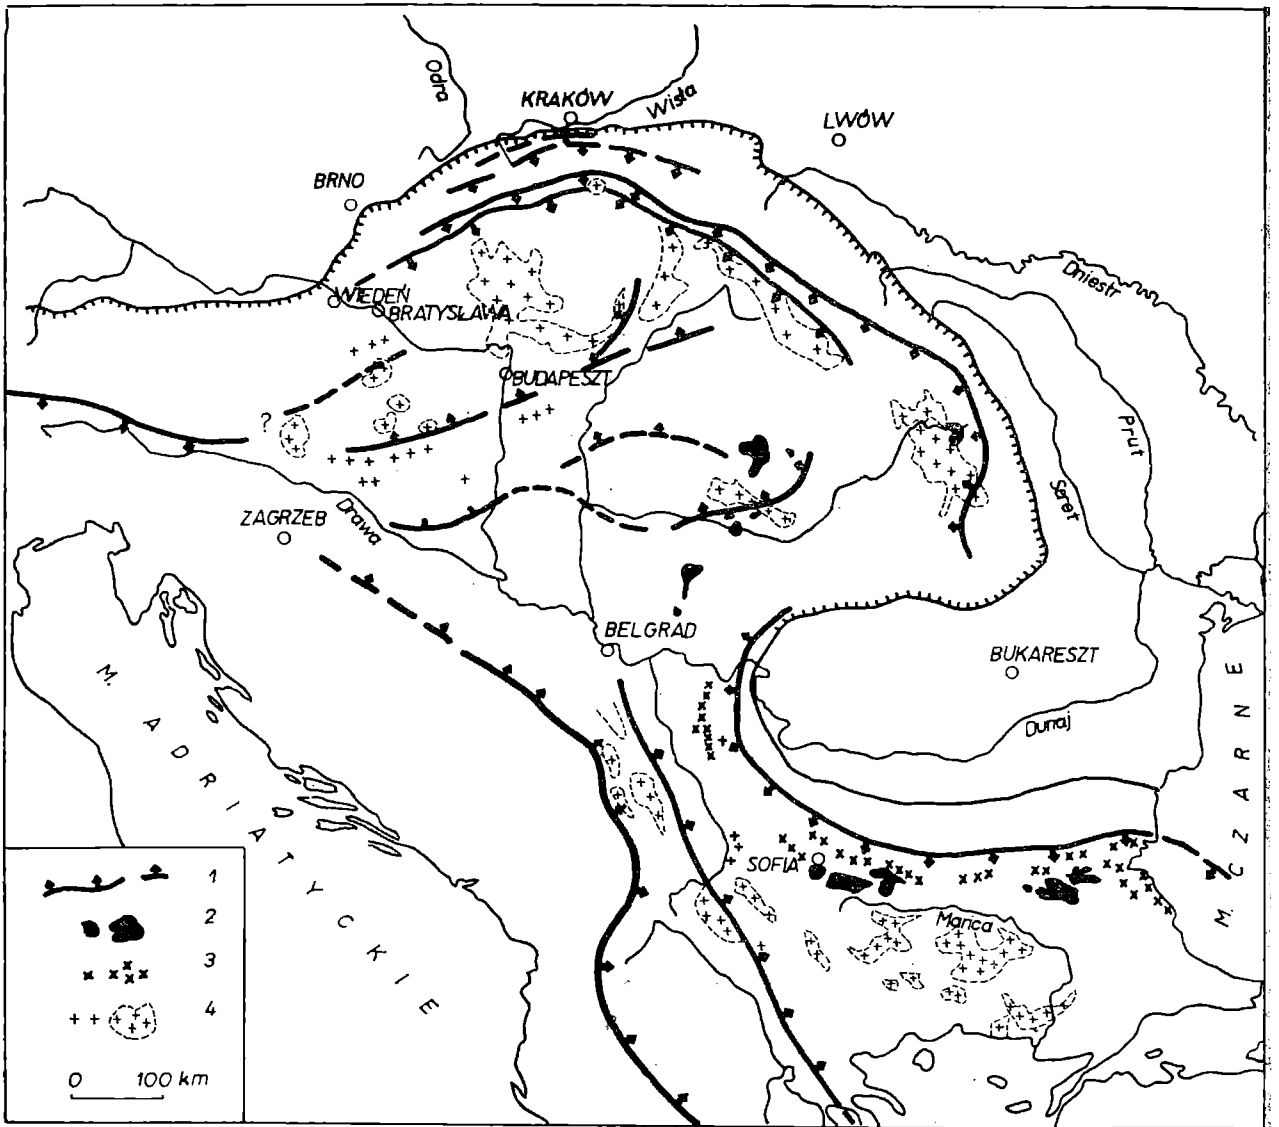 Odra
KRAKÓW
Wisła
LWÓW
BRNO
Dniestr
WIEDEŃ
BRATYSŁAWA
BUDAPESZT
?
Prut
Seret
ZAGRZEB
Drawa
BELGRAD
BUKARESZT
Dunaj
M. ADRIATYCKIE
M. CZARNE
SOFIA
Marica
1
2
3
4
0 100 km